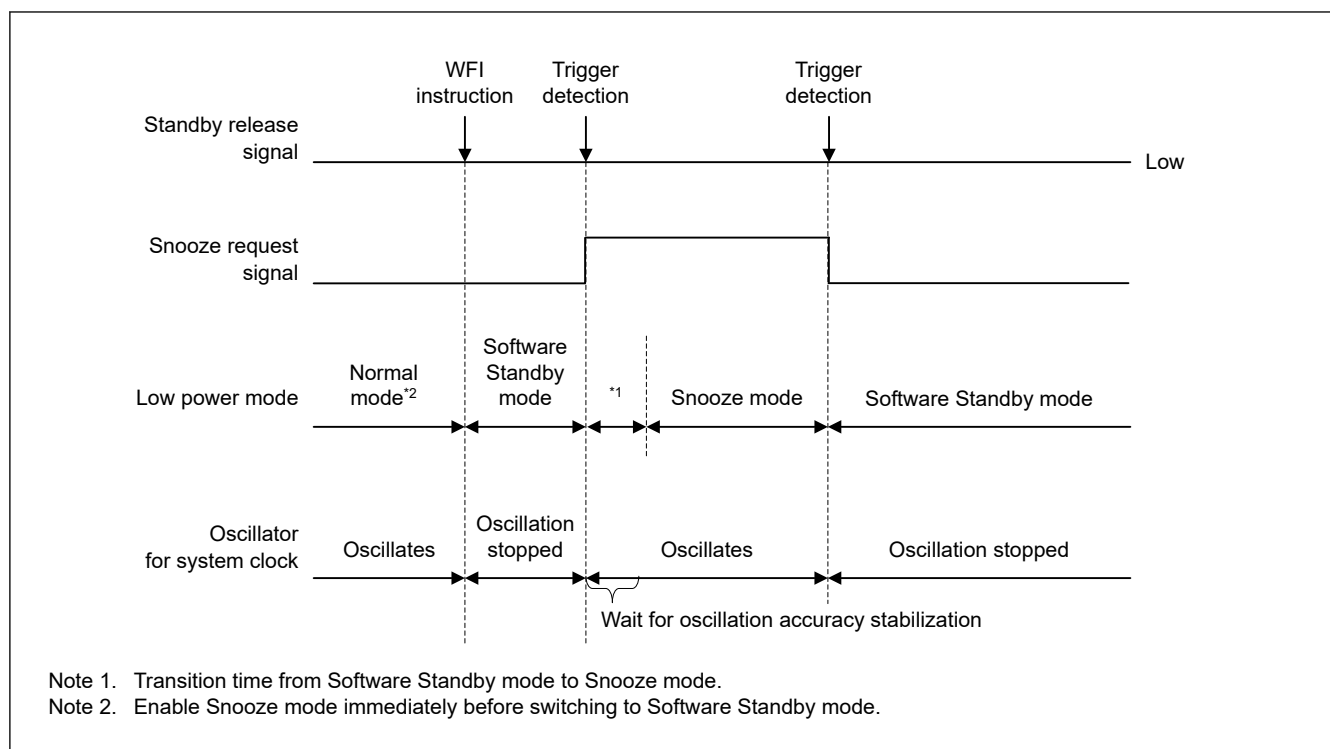 WFI
instruction
Trigger
detection
Trigger
detection
Standby release
signal
Low
Snooze request
signal
Low power mode
Normal
mode*2
Software
Standby
mode
*1
Snooze mode
Software Standby mode
Oscillator
for system clock
Oscillates
Oscillation
stopped
Oscillates
Oscillation stopped
Wait for oscillation accuracy stabilization
Note 1. Transition time from Software Standby mode to Snooze mode.
Note 2. Enable Snooze mode immediately before switching to Software Standby mode.